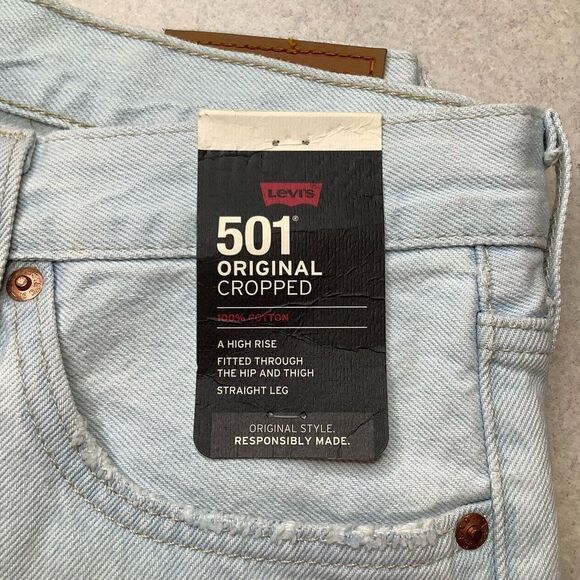 Levi's
501®
ORIGINAL
CROPPED
100% COTTON
A HIGH RISE
FITTED THROUGH
THE HIP AND THIGH
STRAIGHT LEG
ORIGINAL STYLE.
RESPONSIBLY MADE.